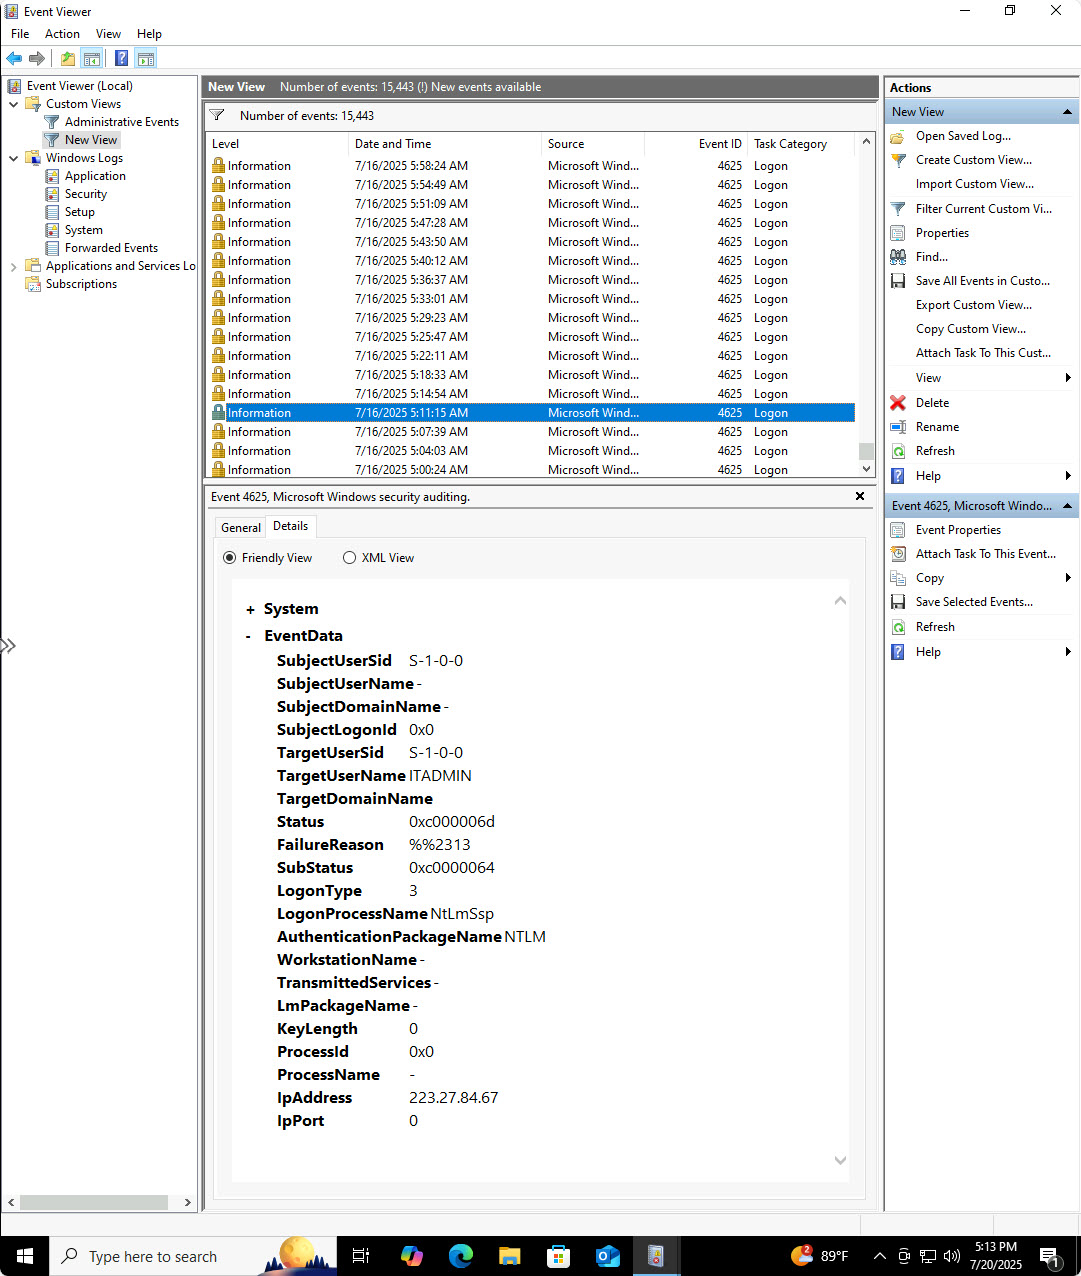 Event Viewer
File Action View Help
Event Viewer (Local)
Custom Views
Administrative Events
New View
Windows Logs
Application
Security
Setup
System
Forwarded Events
Applications and Services Lo
Subscriptions
New View Number of events: 15,443 (!) New events available
Number of events: 15,443
Level Date and Time Source Event ID Task Category
Information 7/16/2025 5:58:24 AM Microsoft Wind... 4625 Logon
Information 7/16/2025 5:54:49 AM Microsoft Wind... 4625 Logon
Information 7/16/2025 5:51:09 AM Microsoft Wind... 4625 Logon
Information 7/16/2025 5:47:28 AM Microsoft Wind... 4625 Logon
Information 7/16/2025 5:43:50 AM Microsoft Wind... 4625 Logon
Information 7/16/2025 5:40:12 AM Microsoft Wind... 4625 Logon
Information 7/16/2025 5:36:37 AM Microsoft Wind... 4625 Logon
Information 7/16/2025 5:33:01 AM Microsoft Wind... 4625 Logon
Information 7/16/2025 5:29:23 AM Microsoft Wind... 4625 Logon
Information 7/16/2025 5:25:47 AM Microsoft Wind... 4625 Logon
Information 7/16/2025 5:22:11 AM Microsoft Wind... 4625 Logon
Information 7/16/2025 5:18:33 AM Microsoft Wind... 4625 Logon
Information 7/16/2025 5:14:54 AM Microsoft Wind... 4625 Logon
Information 7/16/2025 5:11:15 AM Microsoft Wind... 4625 Logon
Information 7/16/2025 5:07:39 AM Microsoft Wind... 4625 Logon
Information 7/16/2025 5:04:03 AM Microsoft Wind... 4625 Logon
Information 7/16/2025 5:00:24 AM Microsoft Wind... 4625 Logon
Event 4625, Microsoft Windows security auditing.
General Details
Friendly View XML View
+ System
- EventData
SubjectUserSid S-1-0-0
SubjectUserName -
SubjectDomainName -
SubjectLogonId 0x0
TargetUserSid S-1-0-0
TargetUserName ITADMIN
TargetDomainName
Status 0xc000006d
FailureReason %%2313
SubStatus 0xc0000064
LogonType 3
LogonProcessName NtLmSsp
AuthenticationPackageName NTLM
WorkstationName -
TransmittedServices -
LmPackageName -
KeyLength 0
ProcessId 0x0
ProcessName -
IpAddress 223.27.84.67
IpPort 0
Actions
New View
Open Saved Log...
Create Custom View...
Import Custom View...
Filter Current Custom Vi...
Properties
Find...
Save All Events in Custo...
Export Custom View...
Copy Custom View...
Attach Task To This Cust...
View
Delete
Rename
Refresh
Help
Event 4625, Microsoft Windo...
Event Properties
Attach Task To This Event...
Copy
Save Selected Events...
Refresh
Help
Type here to search
2
89°F
5:13 PM
7/20/2025
1